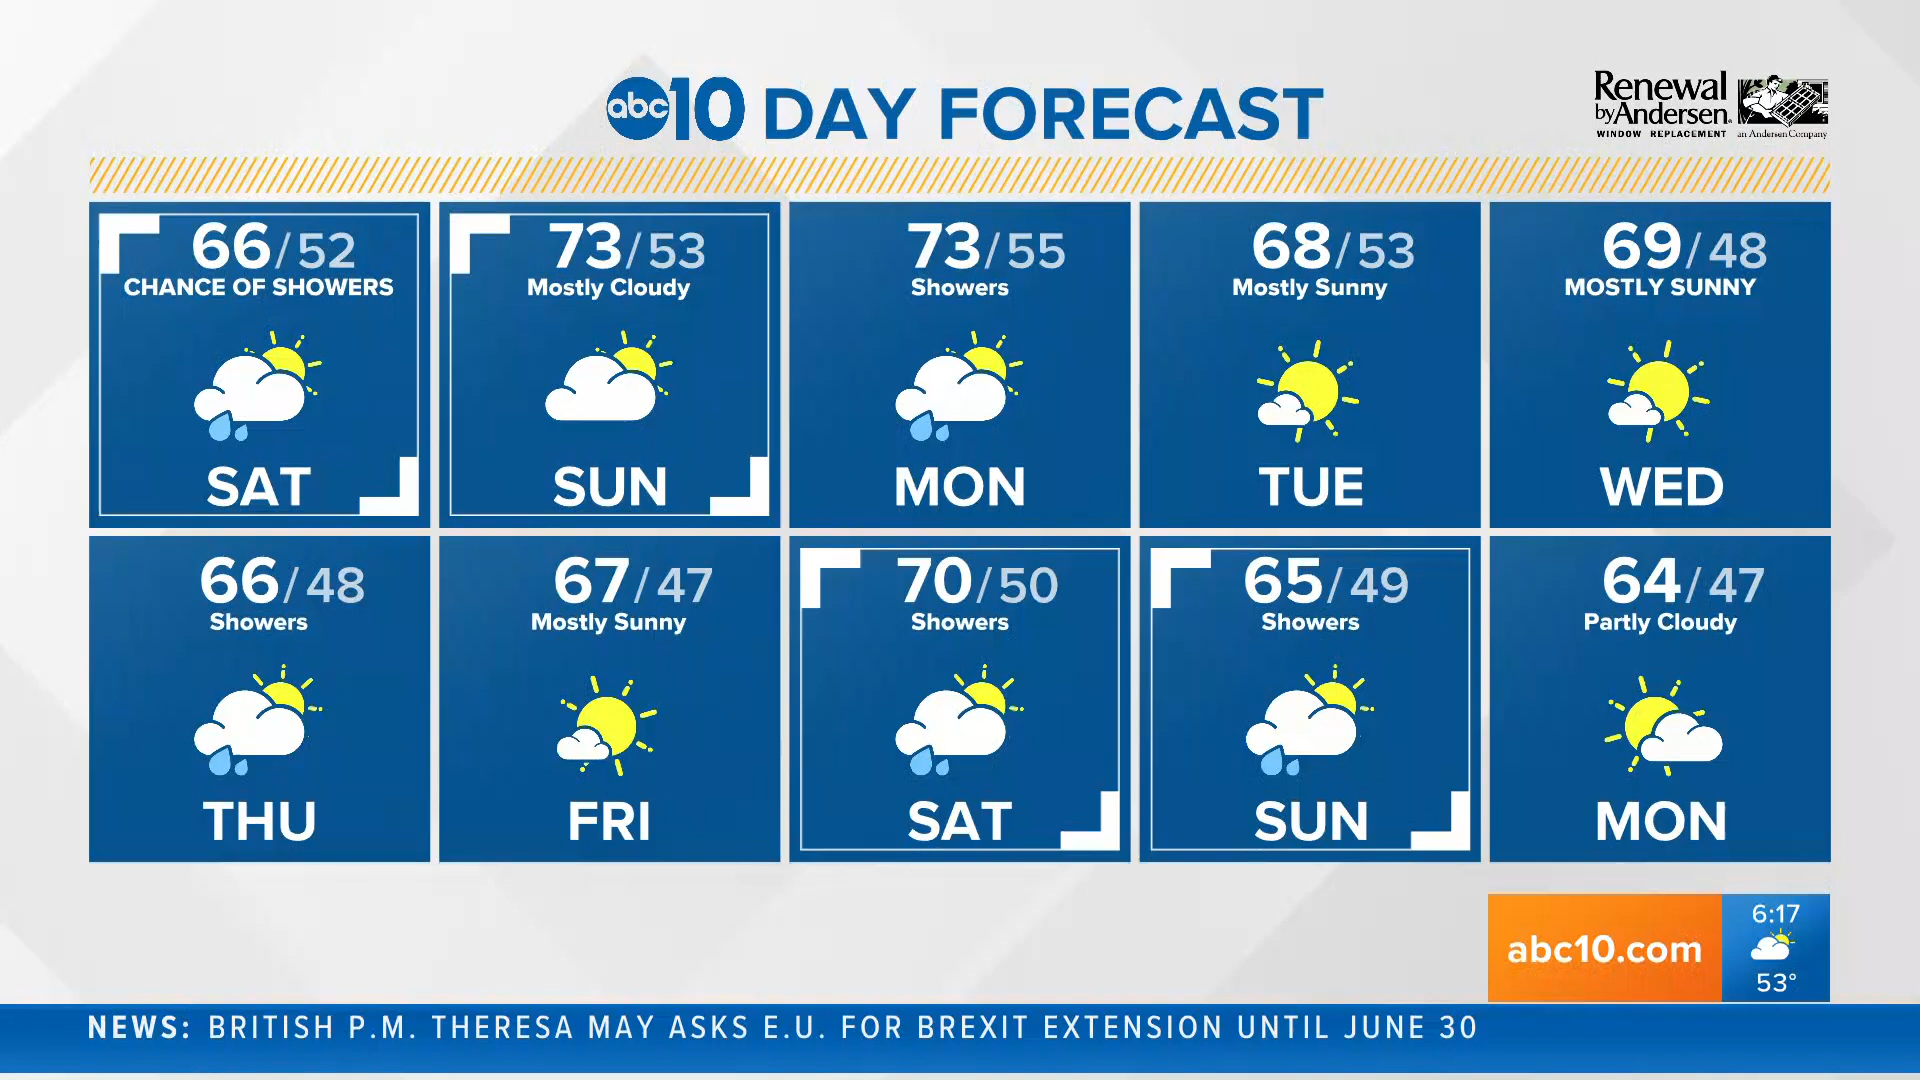 abc10 DAY FORECAST
Renewal
by Andersen.
WINDOW REPLACEMENT an Andersen Company
66/52
CHANCE OF SHOWERS
SAT
73/53
Mostly Cloudy
SUN
73/55
Showers
MON
68/53
Mostly Sunny
TUE
69/48
MOSTLY SUNNY
WED
66/48
Showers
THU
67/47
Mostly Sunny
FRI
70/50
Showers
SAT
65/49
Showers
SUN
64/47
Partly Cloudy
MON
abc10.com
6:17
53°
NEWS: BRITISH P.M. THERESA MAY ASKS E.U. FOR BREXIT EXTENSION UNTIL JUNE 30